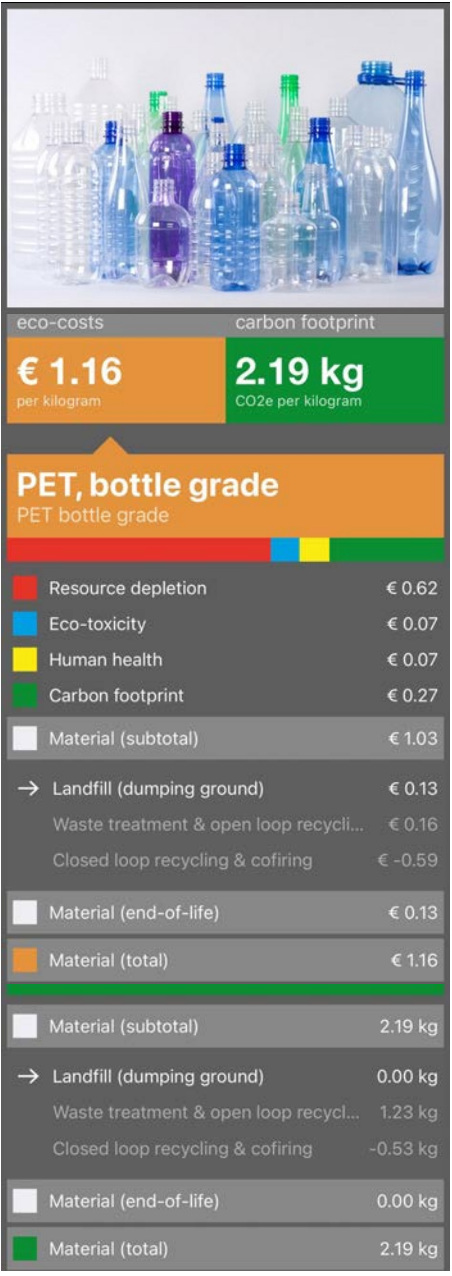 eco-costs carbon footprint
€ 1.16 2.19 kg
per kilogram CO2e per kilogram
PET, bottle grade
PET bottle grade
Resource depletion € 0.62
Eco-toxicity € 0.07
Human health € 0.07
Carbon footprint € 0.27
Material (subtotal) € 1.03
→ Landfill (dumping ground) € 0.13
Waste treatment & open loop recycli... € 0.16
Closed loop recycling & cofiring € -0.59
Material (end-of-life) € 0.13
Material (total) € 1.16
Material (subtotal) 2.19 kg
→ Landfill (dumping ground) 0.00 kg
Waste treatment & open loop recycl... 1.23 kg
Closed loop recycling & cofiring -0.53 kg
Material (end-of-life) 0.00 kg
Material (total) 2.19 kg